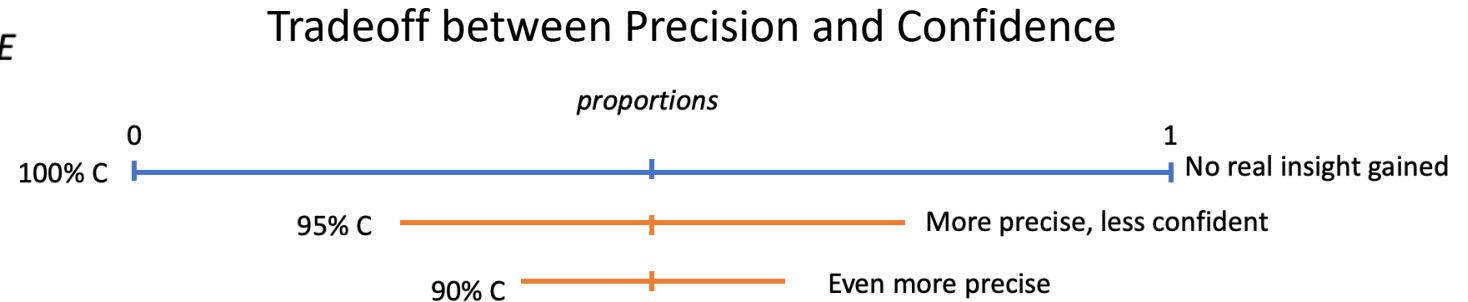 Tradeoff between Precision and Confidence
E
proportions
0 1
100% C No real insight gained
95% C More precise, less confident
90% C Even more precise